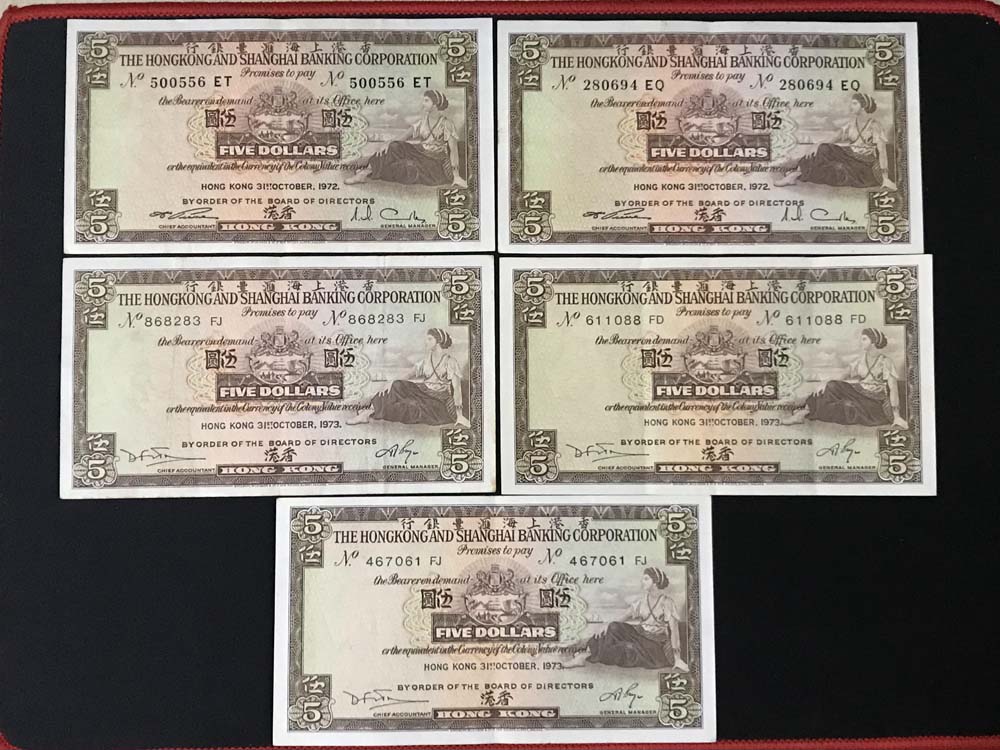 5 行銀豐滙海上港香 5
伍 THE HONGKONG AND SHANGHAI BANKING CORPORATION 伍
Promises to pay
No 500556 ET No 500556 ET
the Bearer on demand at its Office here
圓伍 圓伍
FIVE DOLLARS
or the equivalent in the Currency of the Colony Value received
HONG KONG 31ST OCTOBER, 1972.
BY ORDER OF THE BOARD OF DIRECTORS
伍 港香 伍
5 CHIEF ACCOUNTANT HONG KONG GENERAL MANAGER 5
5 行銀豐滙海上港香 5
伍 THE HONGKONG AND SHANGHAI BANKING CORPORATION 伍
Promises to pay
No 280694 EQ No 280694 EQ
the Bearer on demand at its Office here
圓伍 圓伍
FIVE DOLLARS
or the equivalent in the Currency of the Colony Value received
HONG KONG 31ST OCTOBER, 1972.
BY ORDER OF THE BOARD OF DIRECTORS
伍 港香 伍
5 CHIEF ACCOUNTANT HONG KONG GENERAL MANAGER 5
5 行銀豐滙海上港香 5
伍 THE HONGKONG AND SHANGHAI BANKING CORPORATION 伍
Promises to pay
No 868283 FJ No 868283 FJ
the Bearer on demand at its Office here
圓伍 圓伍
FIVE DOLLARS
or the equivalent in the Currency of the Colony Value received
HONG KONG 31ST OCTOBER, 1973.
BY ORDER OF THE BOARD OF DIRECTORS
伍 港香 伍
5 CHIEF ACCOUNTANT HONG KONG GENERAL MANAGER 5
5 行銀豐滙海上港香 5
伍 THE HONGKONG AND SHANGHAI BANKING CORPORATION 伍
Promises to pay
No 611088 FD No 611088 FD
the Bearer on demand at its Office here
圓伍 圓伍
FIVE DOLLARS
or the equivalent in the Currency of the Colony Value received
HONG KONG 31ST OCTOBER, 1973.
BY ORDER OF THE BOARD OF DIRECTORS
伍 港香 伍
5 CHIEF ACCOUNTANT HONG KONG GENERAL MANAGER 5
5 行銀豐滙海上港香 5
伍 THE HONGKONG AND SHANGHAI BANKING CORPORATION 伍
Promises to pay
No 467061 FJ No 467061 FJ
the Bearer on demand at its Office here
圓伍 圓伍
FIVE DOLLARS
or the equivalent in the Currency of the Colony Value received
HONG KONG 31ST OCTOBER, 1973.
BY ORDER OF THE BOARD OF DIRECTORS
伍 港香 伍
5 CHIEF ACCOUNTANT HONG KONG GENERAL MANAGER 5